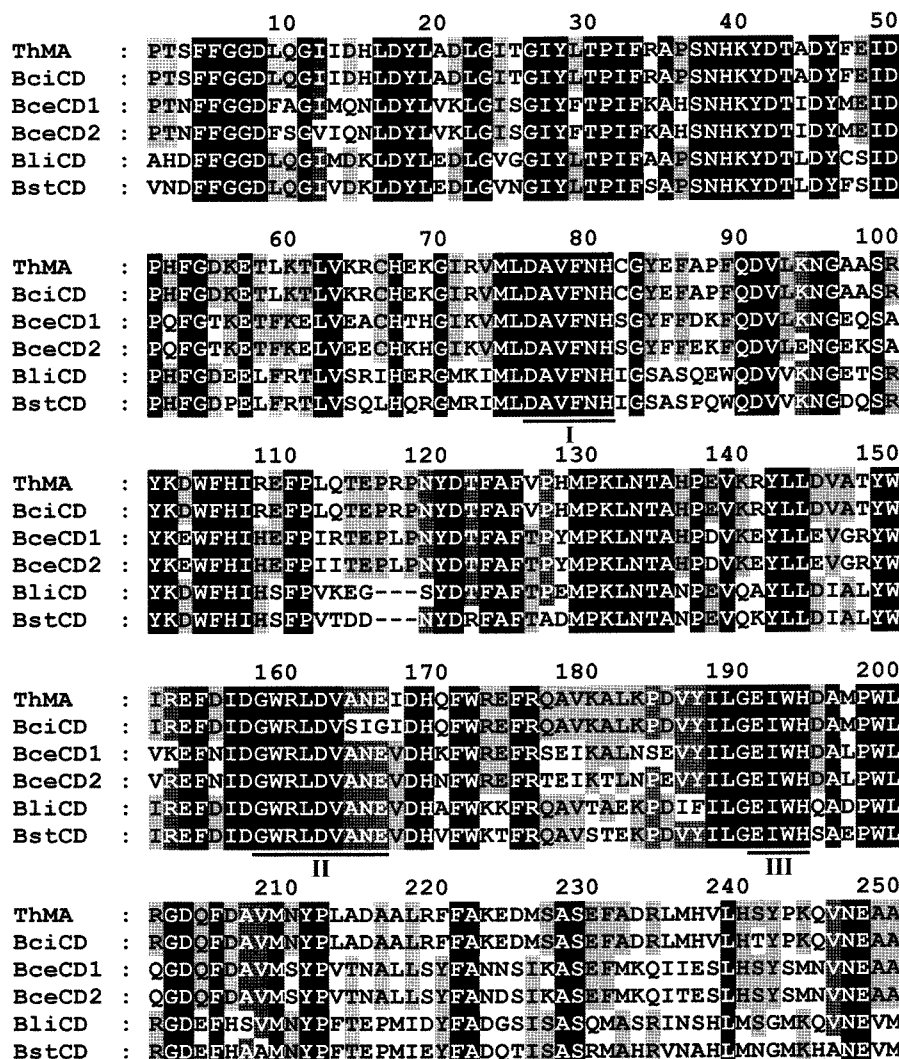 10 20 30 40 50
ThMA : PTSFFGGDLQGIIDHLDYLADLGITGIYLTPIFRAPSNHKYDTADYFEID
BciCD : PTSFFGGDLQGIIDHLDYLADLGITGIYLTPIFRAPSNHKYDTADYFEID
BceCD1 : PTNFFGGDFAGIMQNLDYLVKLGISGIYFTPIFKAHSNHKYDTIDYMEID
BceCD2 : PTNFFGGDFSGVIQNLDYLVKLGISGIYFTPIFKAHSNHKYDTIDYMEID
BliCD : AHDFFGGDLQGIMDKLDYLEDLGVGGIYLTPIFAAPSNHKYDTLDYCSID
BstCD : VNDFFGGDLQGIVDKLDYLEDLGVNGIYLTPIFSAPSNHKYDTLDYFSID
60 70 80 90 100
ThMA : PHFGDKETLKTLVKRCHEKGIRVMLDAVFNHCGYEFAPFQDVLKNGAASR
BciCD : PHFGDKETLKTLVKRCHEKGIRVMLDAVFNHCGYEFAPFQDVLKNGAASR
BceCD1 : PQFGTKETFKELVEACHTHGIKVMLDAVFNHSGYFFDKFQDVLKNGEQSA
BceCD2 : PQFGTKETFKELVEECHKHGIKVMLDAVFNHSGYFFEKFQDVLENGEKSA
BliCD : PHFGDEELFRTLVSRIHERGMKIMLDAVFNHIGSASQEWQDVVKNGETSR
BstCD : PHFGDPELFRTLVSQLHQRGMRIMLDAVFNHIGSASPQWQDVVKNGDQSR
I
110 120 130 140 150
ThMA : YKDWFHIREFPLQTEPRPNYDTFAFVPHMPKLNTAHPEVKRYLLDVATYW
BciCD : YKDWFHIREFPLQTEPRPNYDTFAFVPHMPKLNTAHPEVKRYLLDVATYW
BceCD1 : YKEWFHIHEFPIRTEPLPNYDTFAFTPYMPKLNTAHPDVKEYLLEVGRYW
BceCD2 : YKEWFHIHEFPIITEPLPNYDTFAFTPYMPKLNTAHPDVKEYLLEVGRYW
BliCD : YKDWFHIHSFPVKEG---SYDTFAFTPEMPKLNTANPEVQAYLLDIALYW
BstCD : YKDWFHIHSFPVTDD---NYDRFAFTADMPKLNTANPEVQKYLLDIALYW
160 170 180 190 200
ThMA : IREFDIDGWRLDVANEIDHQFWREFRQAVKALKPDVYILGEIWHDAMPWL
BciCD : IREFDIDGWRLDVSIGIDHQFWREFRQAVKALKPDVYILGEIWHDAMPWL
BceCD1 : VKEFNIDGWRLDVANEVDHKFWREFRSEIKALNSEVYILGEIWHDALPWL
BceCD2 : VREFNIDGWRLDVANEVDHNFWREFRTEIKTLNPEVYILGEIWHDALPWL
BliCD : IREFDIDGWRLDVANEVDHAFWKKFRQAVTAEKPDIFILGEIWHQADPWL
BstCD : IREFDIDGWRLDVANEVDHVFWKTFRQAVSTEKPDVYILGEIWHSAEPWL
II III
210 220 230 240 250
ThMA : RGDQFDAVMNYPLADAALRFFAKEDMSASEFADRLMHVLHSYPKQVNEAA
BciCD : RGDQFDAVMNYPLADAALRFFAKEDMSASEFADRLMHVLHTYPKQVNEAA
BceCD1 : QGDQFDAVMSYPVTNALLSYFANNSIKASEFMKQIIESLHSYSMNVNEAA
BceCD2 : QGDQFDAVMSYPVTNALLSYFANDSIKASEFMKQITESLHSYSMNVNEAA
BliCD : RGDEFHSVMNYPFTEPMIDYFADGSISASQMASRINSHLMSGMKQVNEVM
BstCD : RGDEFHAAMNYPFTEPMIEYFADQTISASRMAHRVNAHLMNGMKHANEVM